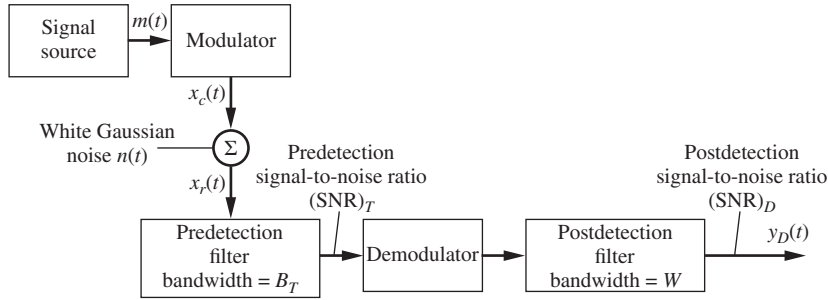 Signal
source
m(t)
Modulator
x_c(t)
White Gaussian
noise n(t)
Σ
x_r(t)
Predetection
signal-to-noise ratio
(SNR)_T
Postdetection
signal-to-noise ratio
(SNR)_D
Predetection
filter
bandwidth = B_T
Demodulator
Postdetection
filter
bandwidth = W
y_D(t)